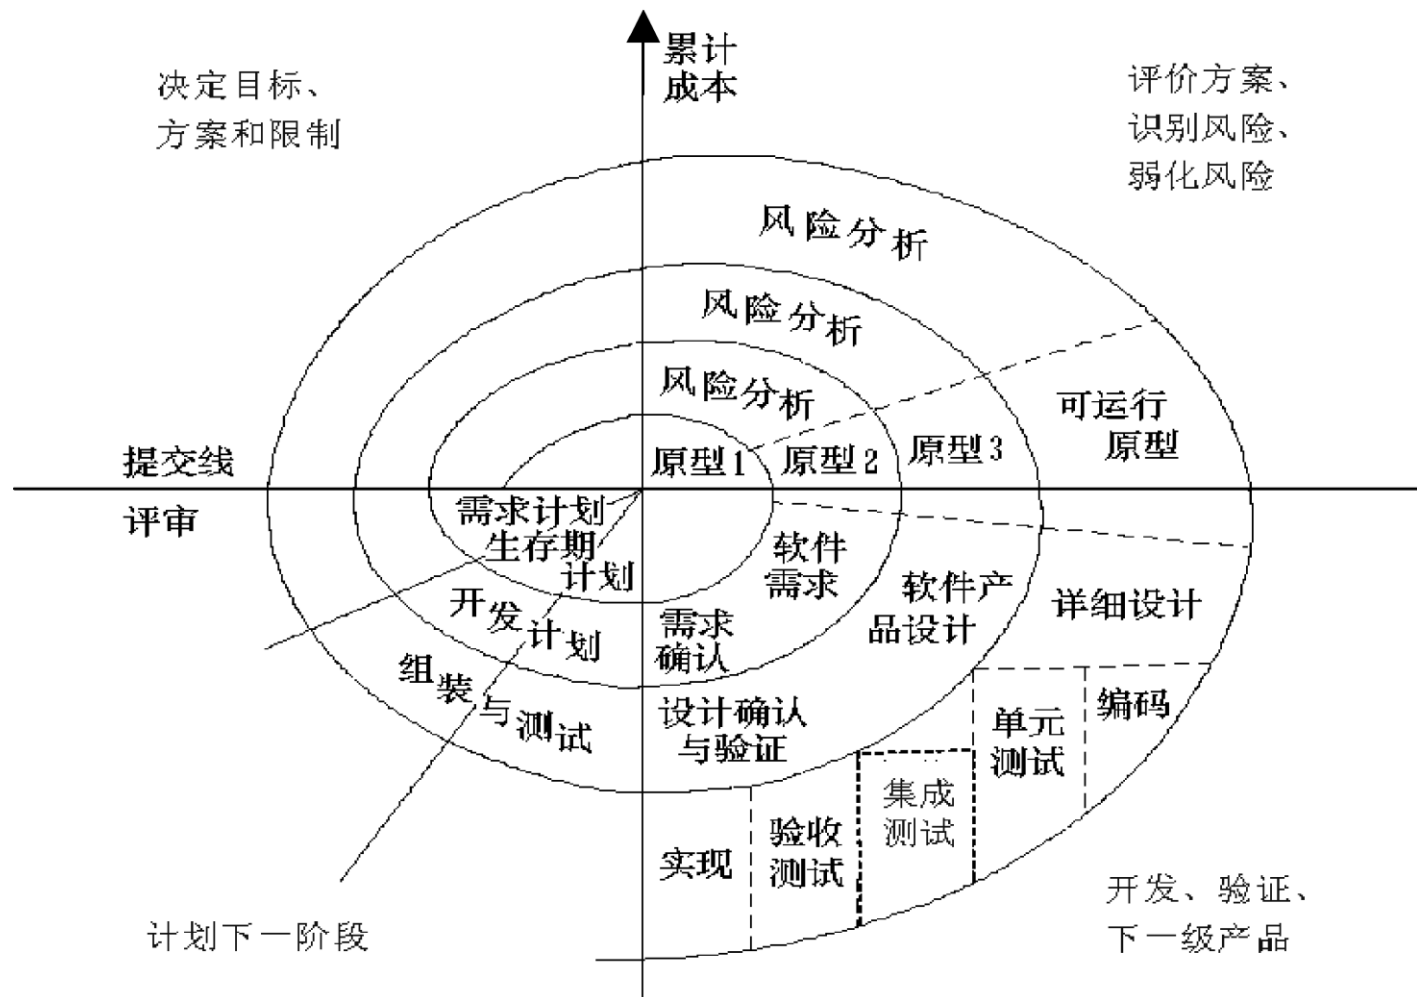 累计
成本
决定目标、
方案和限制
评价方案、
识别风险、
弱化风险
风险分析
风险分析
风险分析
可运行
原型
原型1
原型2
原型3
提交线
评审
需求计划
生存期
计划
软件
需求
软件产
品设计
详细设计
开发计划
需求
确认
组装与测试
设计确认
与验证
单元
测试
编码
集成
测试
验收
测试
实现
计划下一阶段
开发、验证、
下一级产品